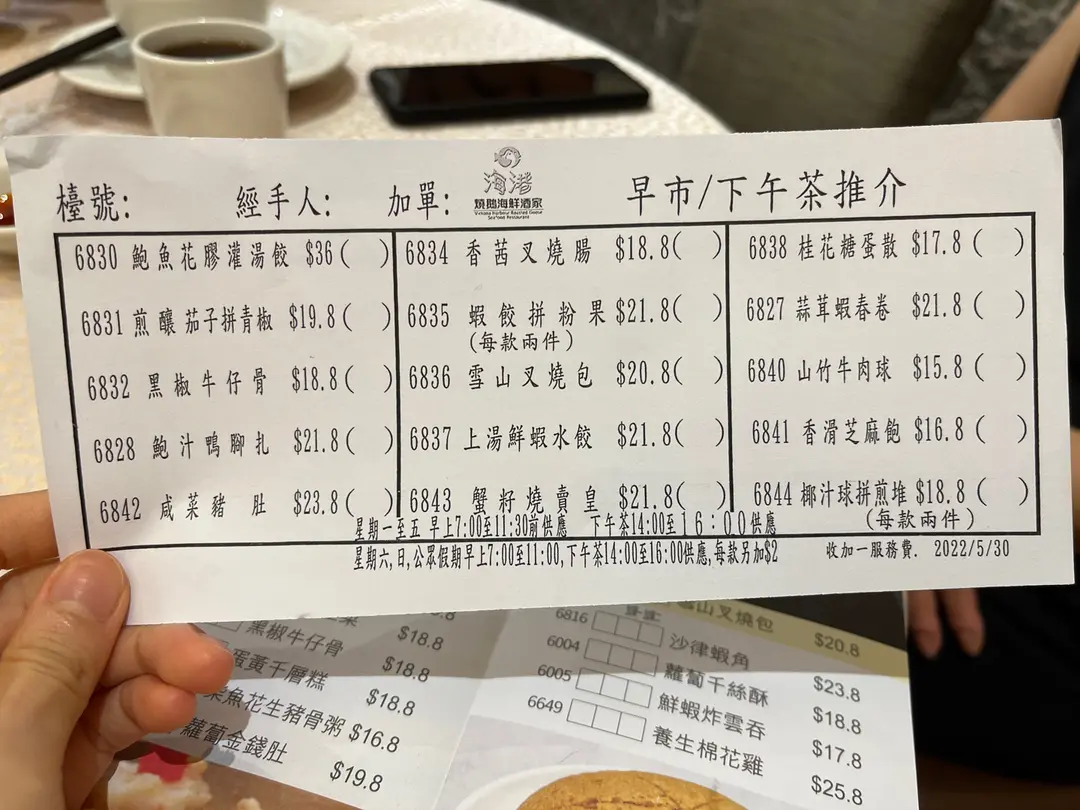 檯號:
經手人:
加單:
海港
燒鵝海鮮酒家
早市/下午茶推介
6830 鮑魚花膠灌湯餃 $36( )
6831 煎釀茄子拼青椒 $19.8( )
6832 黑椒牛仔骨 $18.8( )
6828 鮑汁鴨腳扎 $21.8( )
6842 咸菜豬肚 $23.8( )
6834 香茜叉燒腸 $18.8( )
6835 蝦餃拼粉果 $21.8( )
(每款兩件)
6836 雪山叉燒包 $20.8( )
6837 上湯鮮蝦水餃 $21.8( )
6843 蟹籽燒賣皇 $21.8( )
6838 桂花糖蛋散 $17.8( )
6827 蒜茸蝦春卷 $21.8( )
6840 山竹牛肉球 $15.8( )
6841 香滑芝麻飽 $16.8( )
6844 椰汁球拼煎堆 $18.8( )
(每款兩件)
星期一至五 早上7:00至11:30前供應 下午茶14:00至16:00供應
星期六,日,公眾假期早上7:00至11:00,下午茶14:00至16:00供應,每款另加$2
收加一服務費. 2022/5/30
黑椒牛仔骨 $18.8
蛋黃千層糕 $18.8
魚花生豬骨粥 $16.8
蘿蔔金錢肚 $19.8
雪山叉燒包 $20.8
6816 沙律蝦角 $23.8
6004 蘿蔔千絲酥 $18.8
6005 鮮蝦炸雲吞 $17.8
6649 養生棉花雞 $25.8